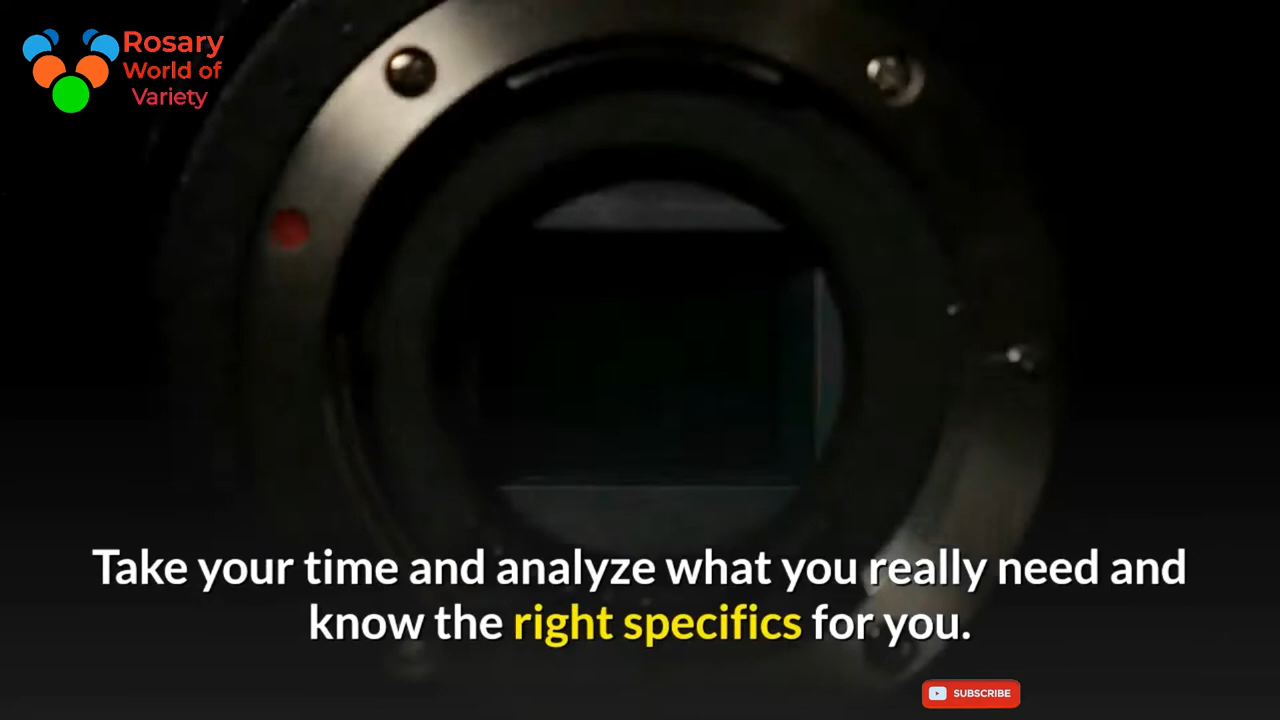 Rosary
World of
Variety
Take your time and analyze what you really need and
know the right specifics for you.
SUBSCRIBE